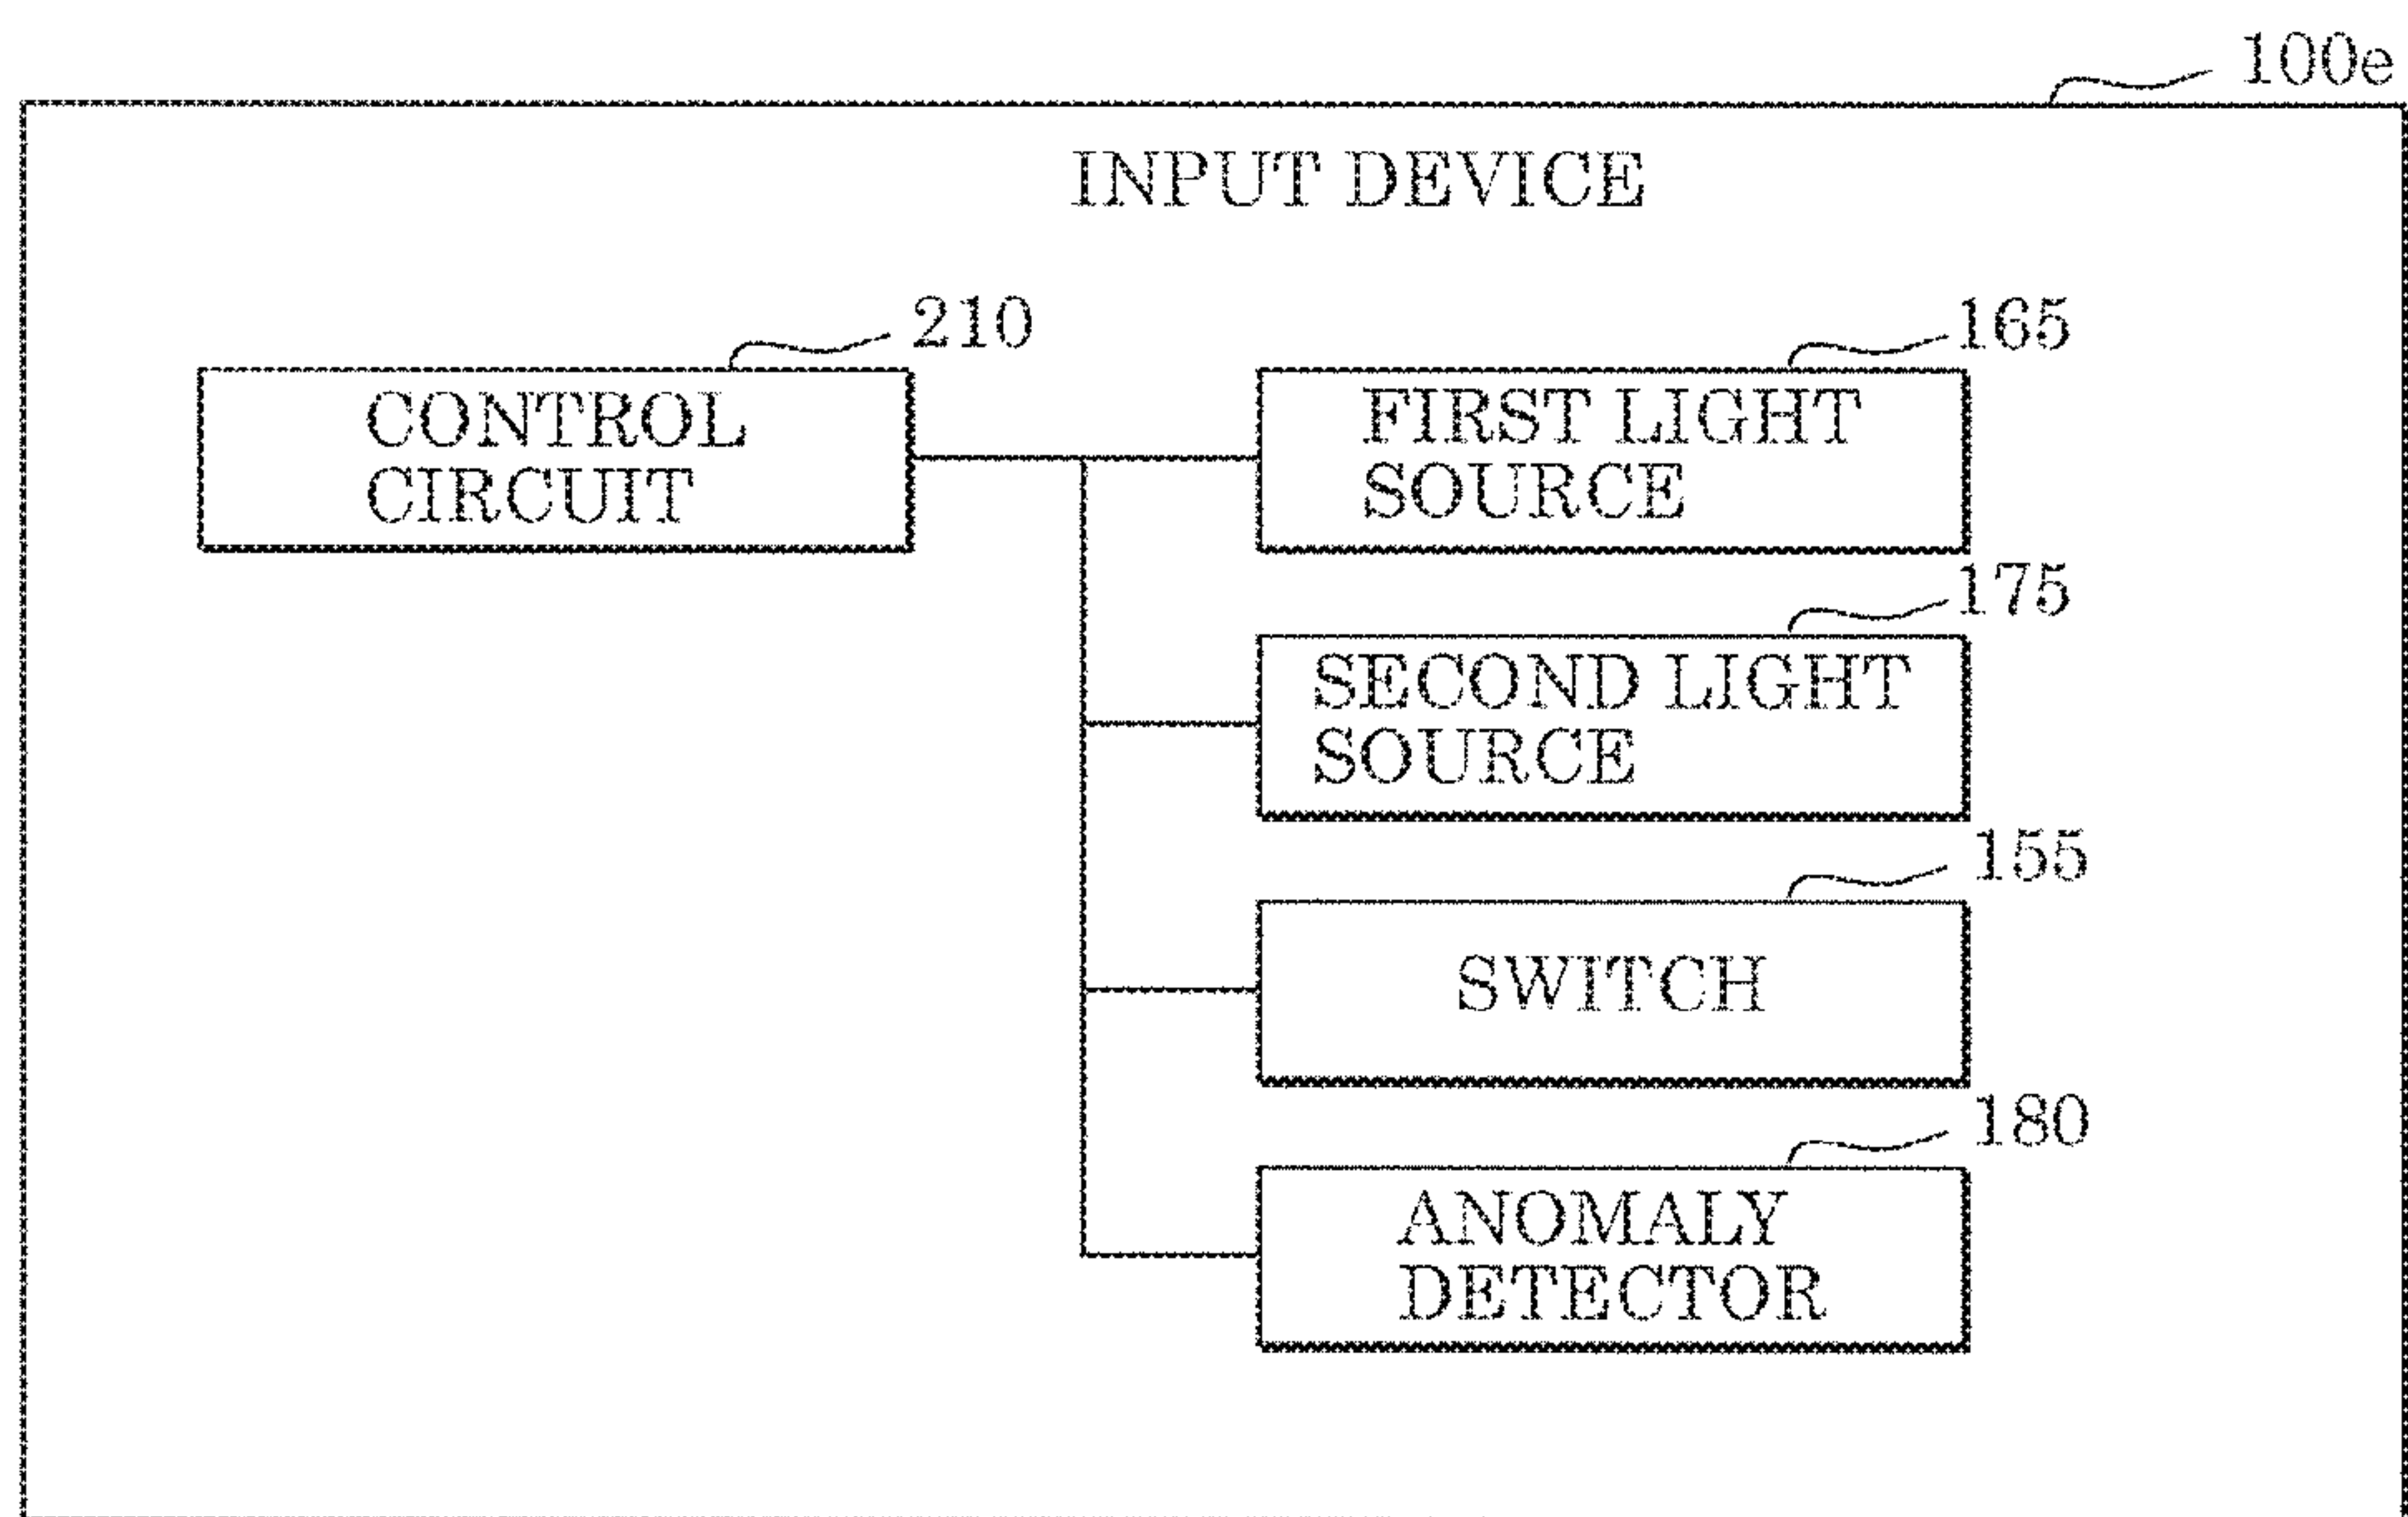 100e
INPUT DEVICE
210
CONTROL
CIRCUIT
165
FIRST LIGHT
SOURCE
175
SECOND LIGHT
SOURCE
155
SWITCH
180
ANOMALY
DETECTOR